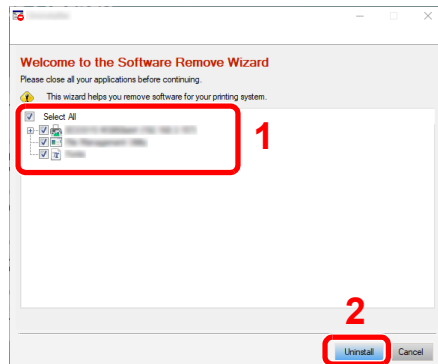 Welcome to the Software Remove Wizard
Please close all your applications before continuing.
This wizard helps you remove software for your printing system.
Select All
1
2
Uninstall Cancel